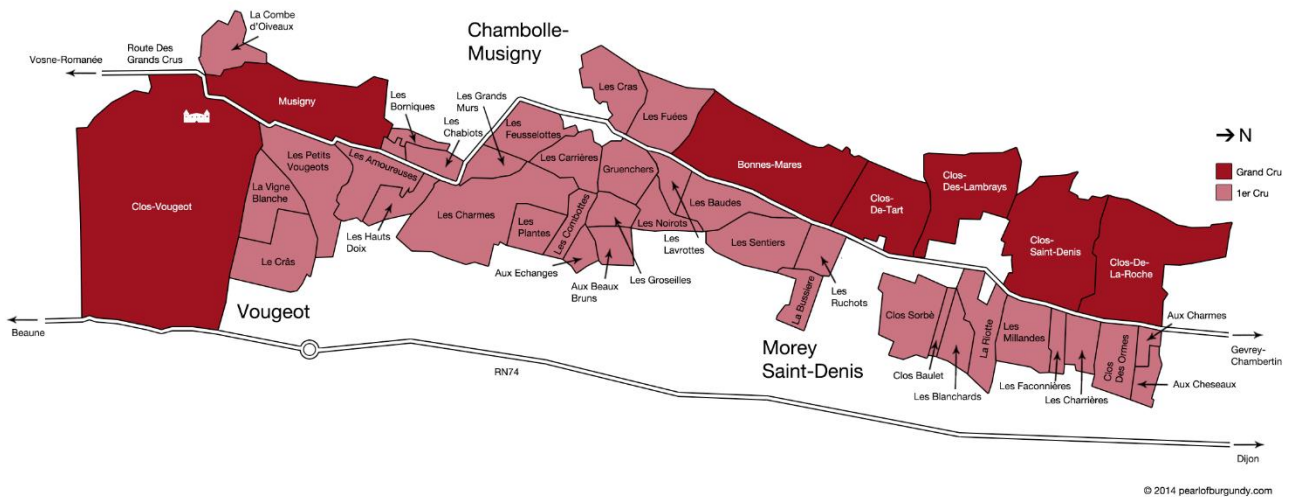 La Combe
d'Oiveaux
Route Des
Grands Crus
Vosne-Romanée
Chambolle-
Musigny
Musigny
Les
Borniques
Les Grands
Murs
Les
Chabiots
Les
Feusselottes
Les Cras
Les Fuées
Bonnes-Mares
Clos-
De-Tart
Clos-
Des-Lambrays
Clos-
Saint-Denis
Clos-De-
La-Roche
N
Grand Cru
1er Cru
Clos-Vougeot
Les Petits
Vougeots
La Vigne
Blanche
Le Crâs
Les Amoureuses
Les Hauts
Doix
Les Charmes
Les Carrières
Gruenchers
Les
Plantes
Les Combottes
Aux Echanges
Aux Beaux
Bruns
Les Groseilles
Les Noirots
Les
Lavrottes
Les Baudes
Les Sentiers
Les
Ruchots
La Bussiere
Clos Sorbè
Clos Baulet
Les Blanchards
La Riotte
Les
Millandes
Les Faconnières
Les Charrières
Clos
Des Ormes
Aux Charmes
Aux Cheseaux
Gevrey-
Chambertin
Vougeot
Morey
Saint-Denis
Beaune
RN74
Dijon
© 2014 pearlofburgundy.com